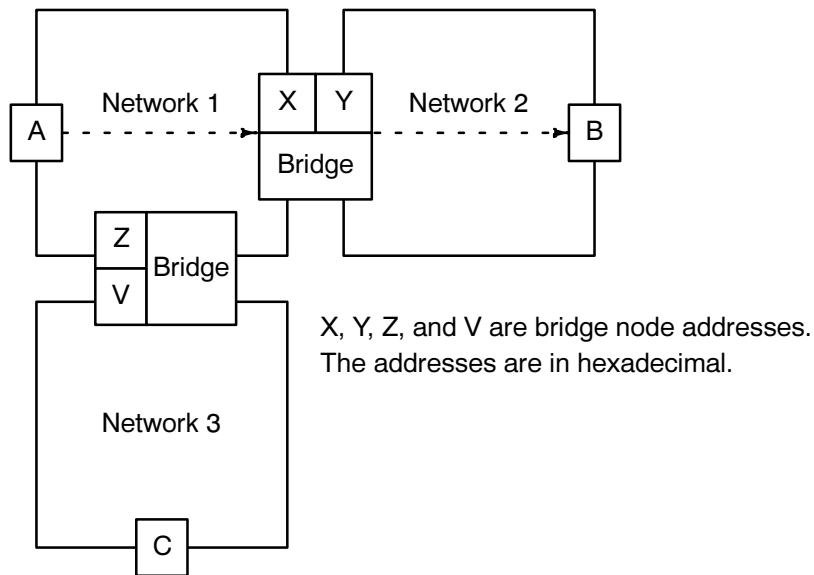 Network 1
X
Y
Network 2
A
B
Bridge
Z
Bridge
V
X, Y, Z, and V are bridge node addresses.
The addresses are in hexadecimal.
Network 3
C